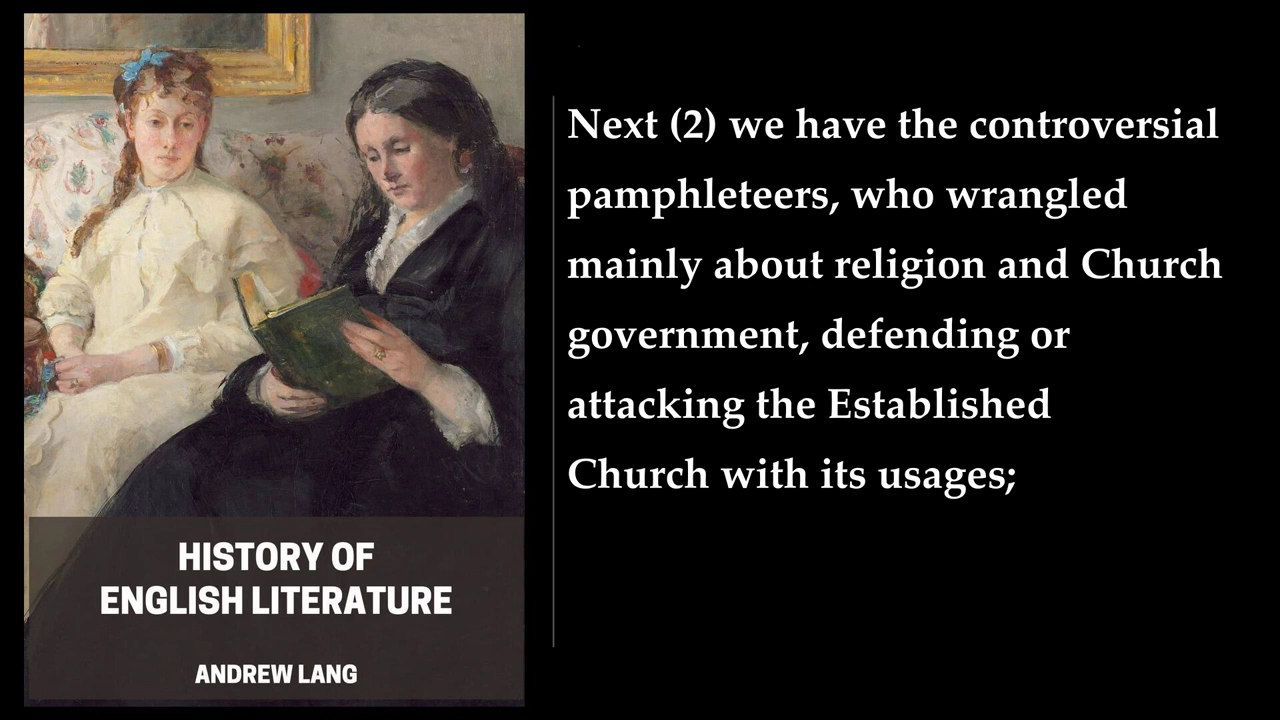 HISTORY OF
ENGLISH LITERATURE
ANDREW LANG
Next (2) we have the controversial
pamphleteers, who wrangled
mainly about religion and Church
government, defending or
attacking the Established
Church with its usages;